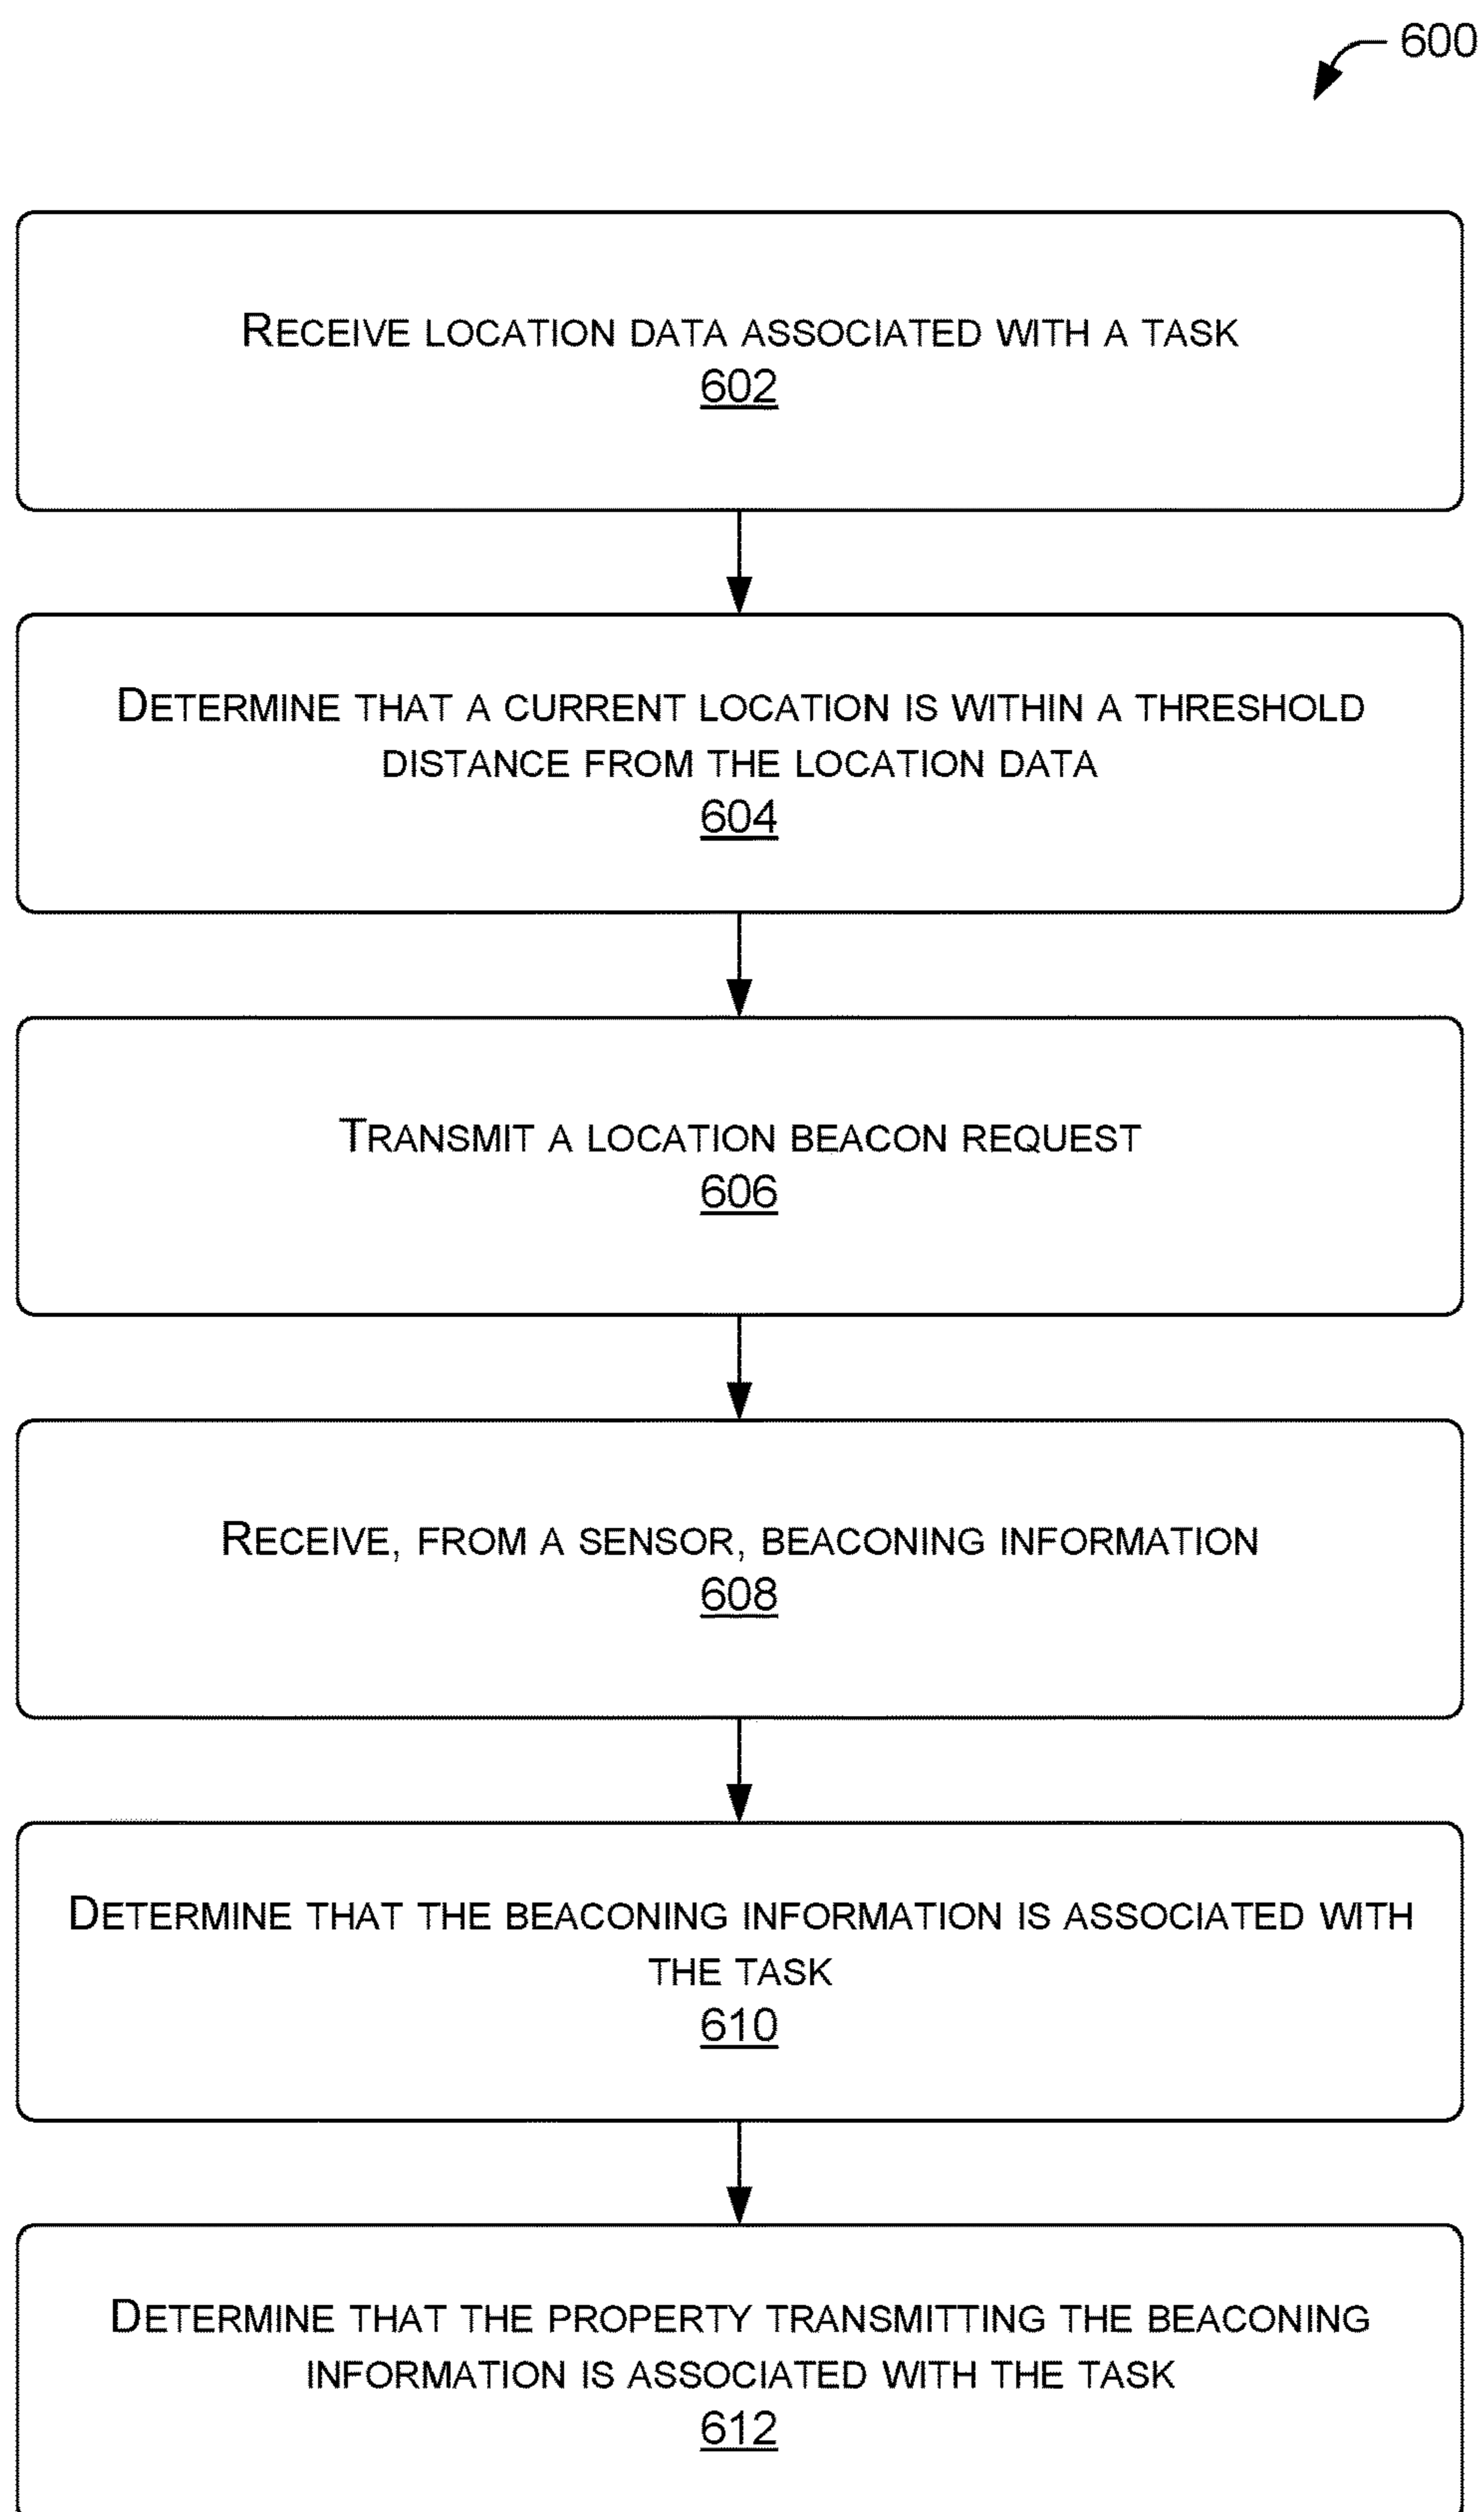 600
RECEIVE LOCATION DATA ASSOCIATED WITH A TASK
602
DETERMINE THAT A CURRENT LOCATION IS WITHIN A THRESHOLD
DISTANCE FROM THE LOCATION DATA
604
TRANSMIT A LOCATION BEACON REQUEST
606
RECEIVE, FROM A SENSOR, BEACONING INFORMATION
608
DETERMINE THAT THE BEACONING INFORMATION IS ASSOCIATED WITH
THE TASK
610
DETERMINE THAT THE PROPERTY TRANSMITTING THE BEACONING
INFORMATION IS ASSOCIATED WITH THE TASK
612